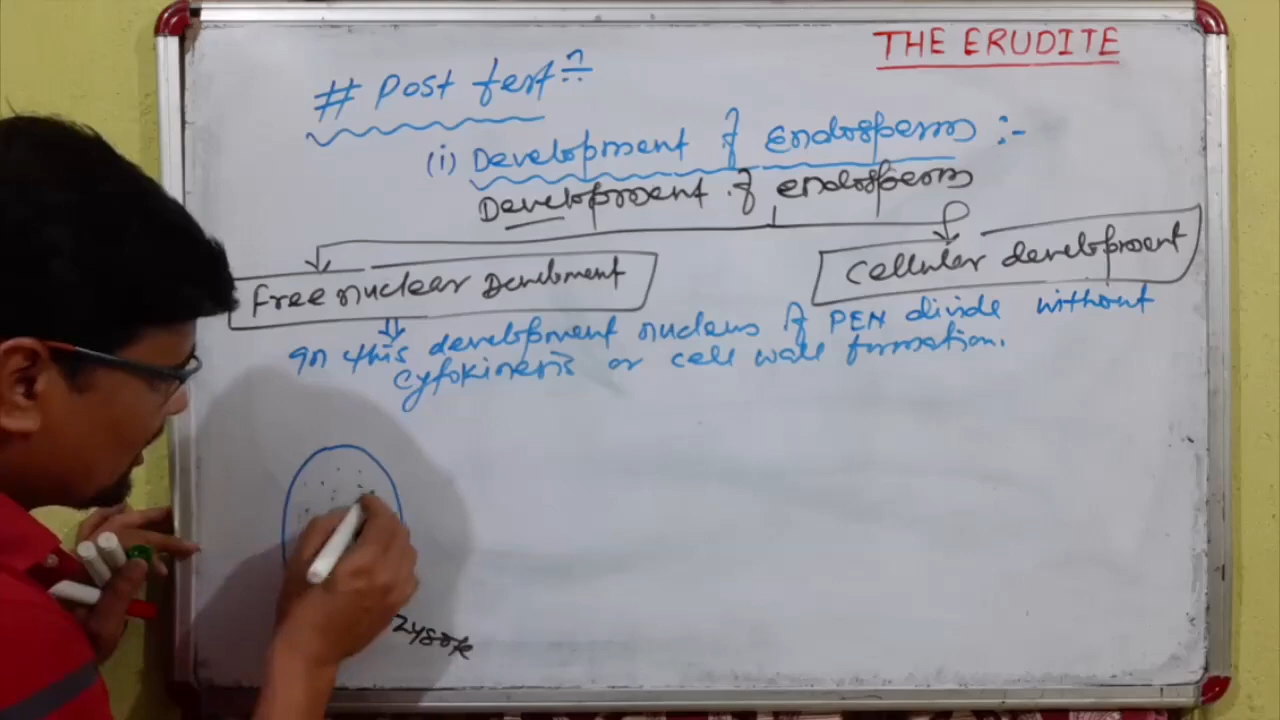 THE ERUDITE
# Post fert n
(i) Development of Endosperm :-
Development of endosperm
Free nuclear Develment
Cellular development
In this development nucleus of PEN divide without
cytokinesis or cell wall formation.
Zygote